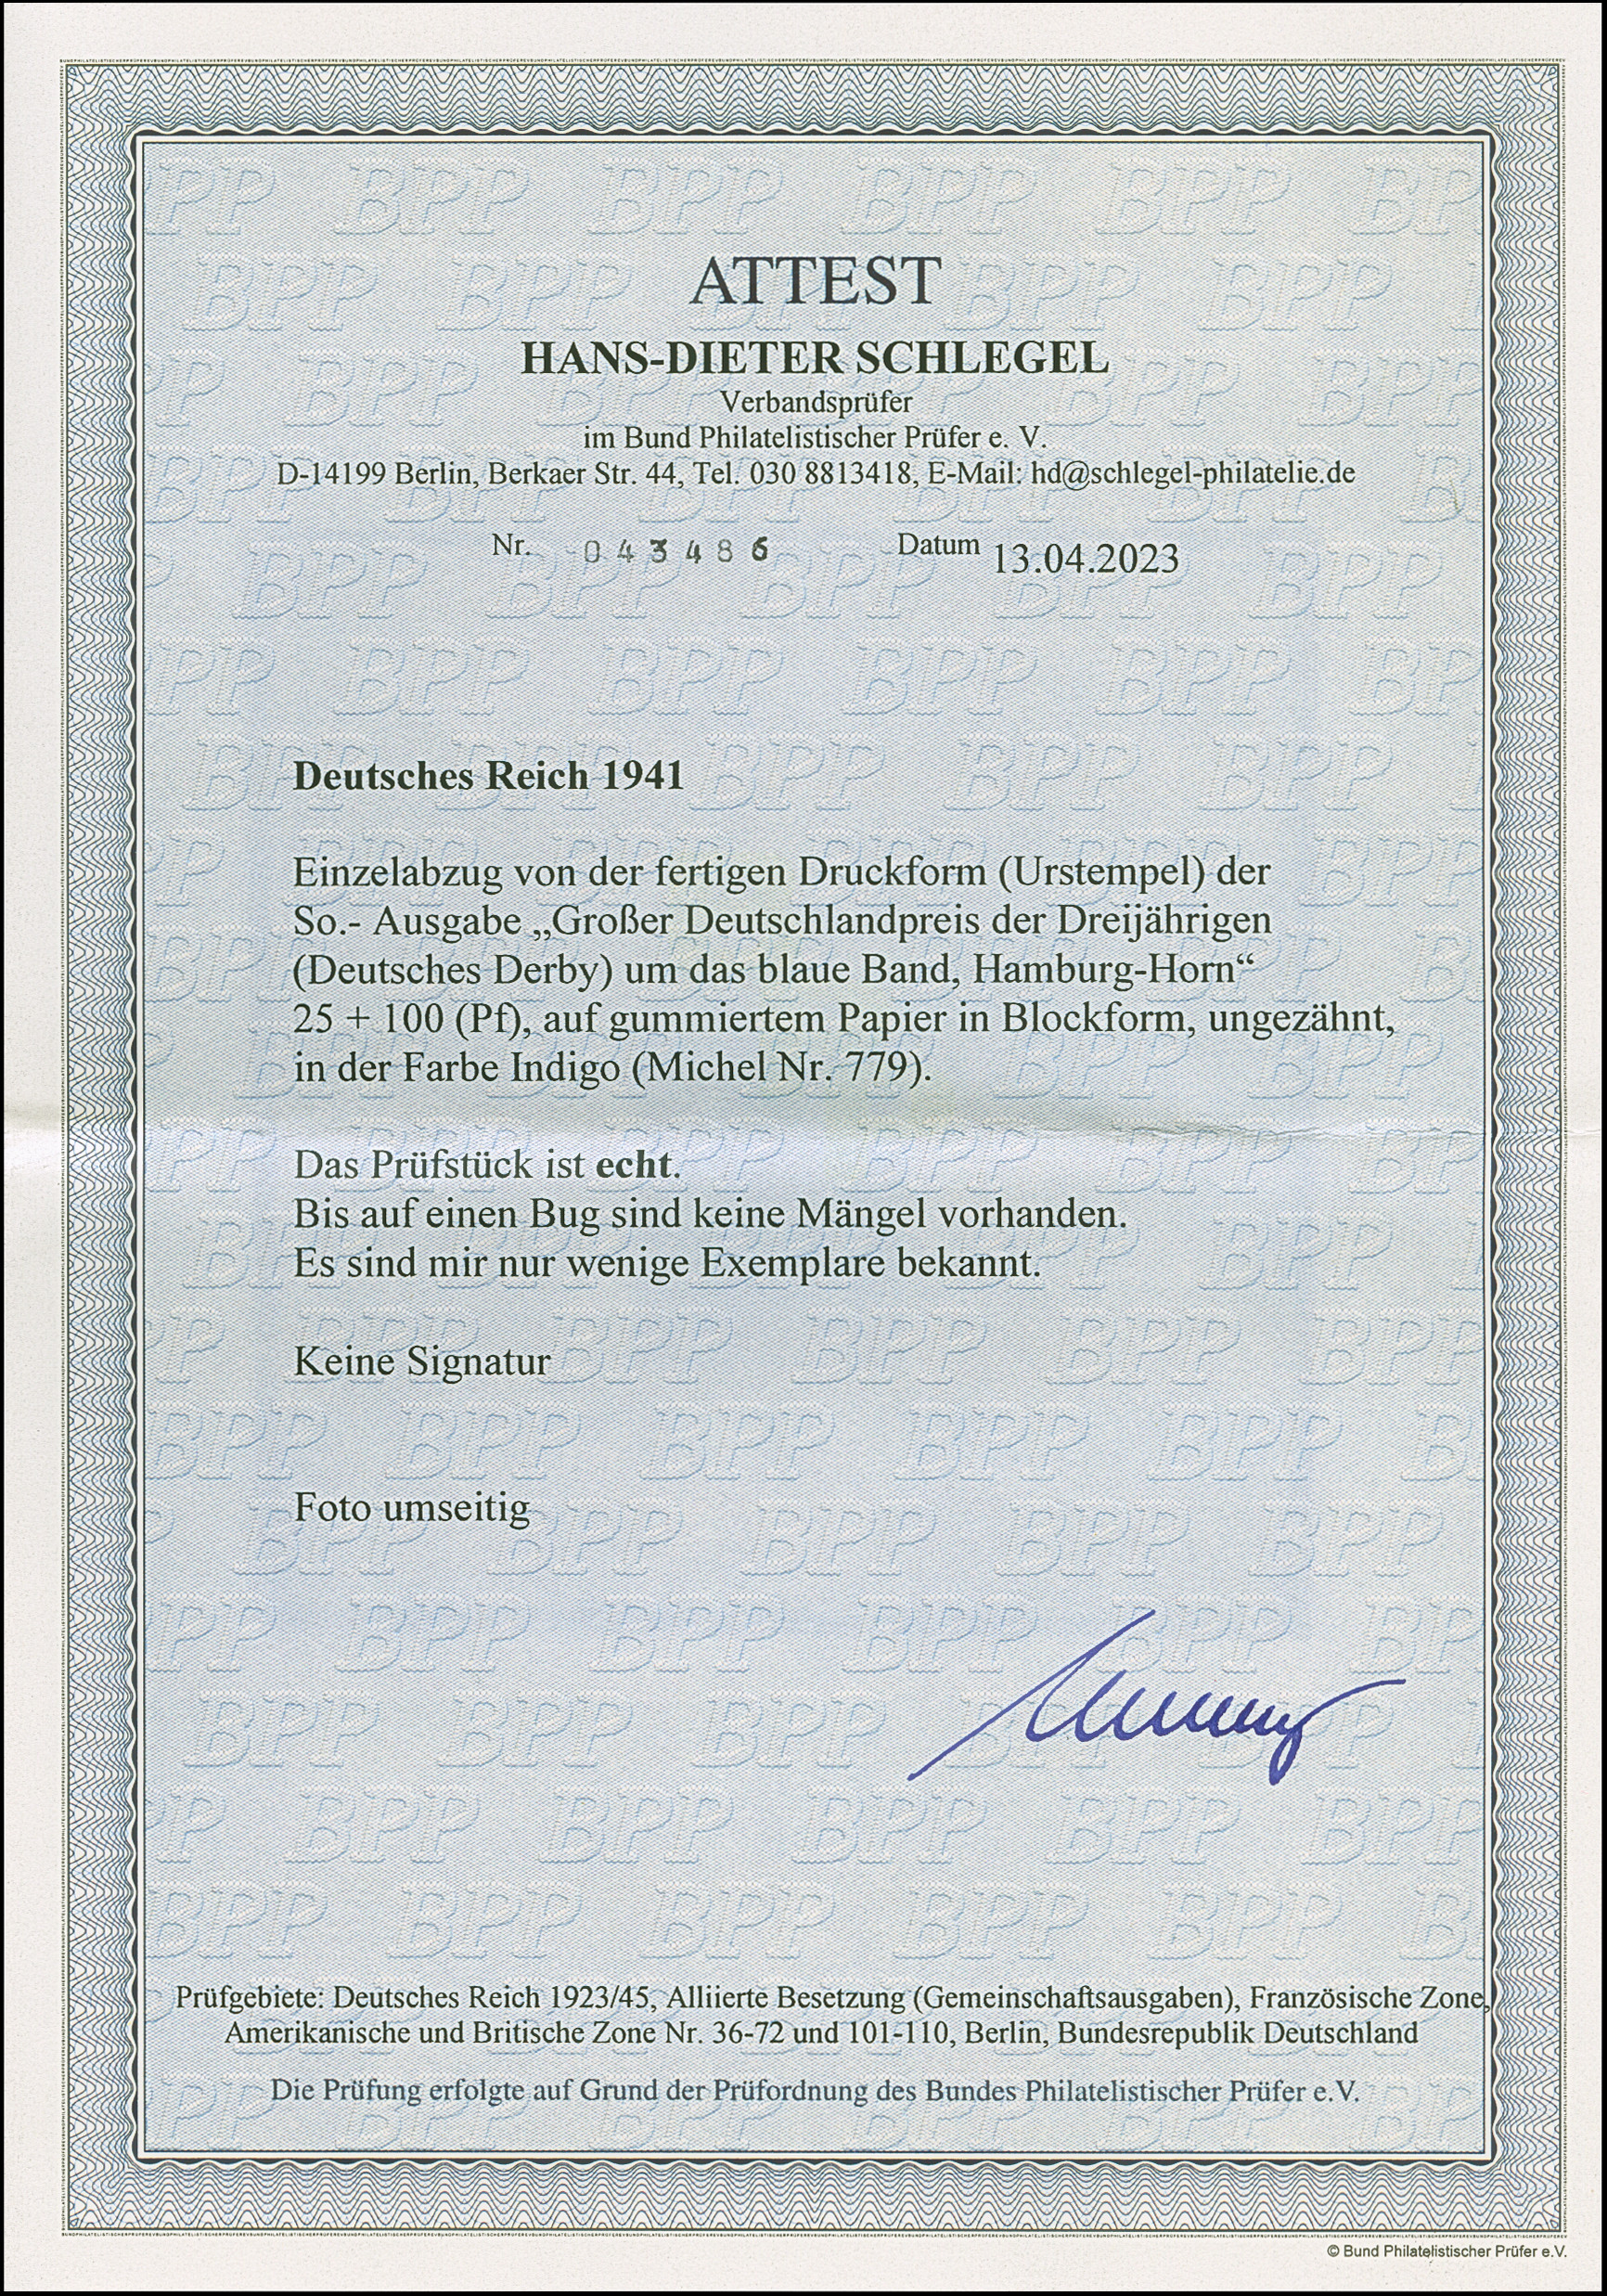 ATTEST
HANS-DIETER SCHLEGEL
Verbandsprüfer
im Bund Philatelistischer Prüfer e. V.
D-14199 Berlin, Berkaer Str. 44, Tel. 030 8813418, E-Mail: hd@schlegel-philatelie.de
Nr. 043486 Datum 13.04.2023
Deutsches Reich 1941
Einzelabzug von der fertigen Druckform (Urstempel) der
So.- Ausgabe „Großer Deutschlandpreis der Dreijährigen
(Deutsches Derby) um das blaue Band, Hamburg-Horn“
25 + 100 (Pf), auf gummiertem Papier in Blockform, ungezähnt,
in der Farbe Indigo (Michel Nr. 779).
Das Prüfstück ist echt.
Bis auf einen Bug sind keine Mängel vorhanden.
Es sind mir nur wenige Exemplare bekannt.
Keine Signatur
Foto umseitig
Prüfgebiete: Deutsches Reich 1923/45, Alliierte Besetzung (Gemeinschaftsausgaben), Französische Zone,
Amerikanische und Britische Zone Nr. 36-72 und 101-110, Berlin, Bundesrepublik Deutschland
Die Prüfung erfolgte auf Grund der Prüfordnung des Bundes Philatelistischer Prüfer e.V.
© Bund Philatelistischer Prüfer e.V.